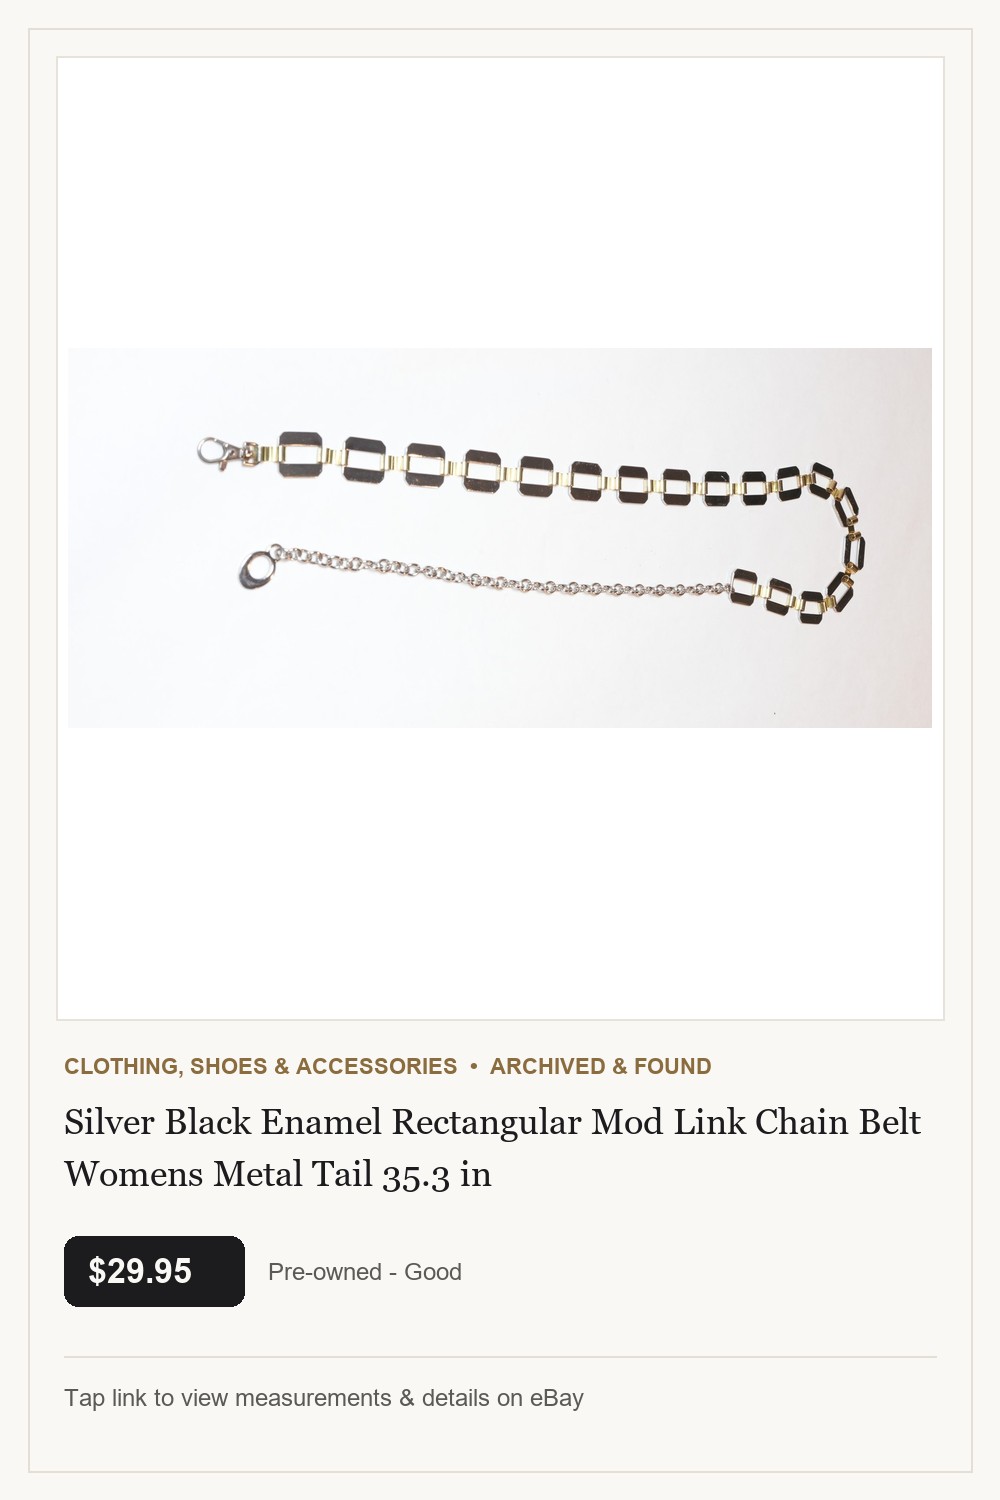 CLOTHING, SHOES & ACCESSORIES • ARCHIVED & FOUND
Silver Black Enamel Rectangular Mod Link Chain Belt
Womens Metal Tail 35.3 in
$29.95
Pre-owned - Good
Tap link to view measurements & details on eBay